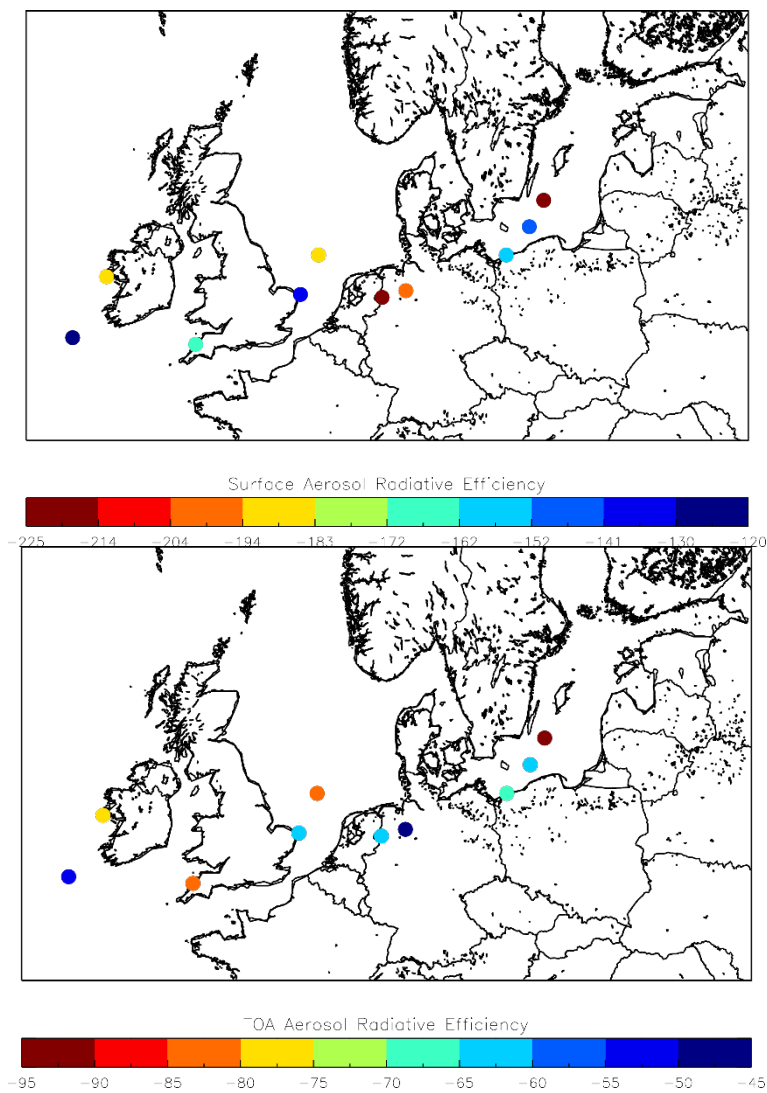 Surface Aerosol Radiative Efficiency
-225 -214 -204 -194 -183 -172 -162 -152 -141 -130 -120
TOA Aerosol Radiative Efficiency
-95 -90 -85 -80 -75 -70 -65 -60 -55 -50 -45